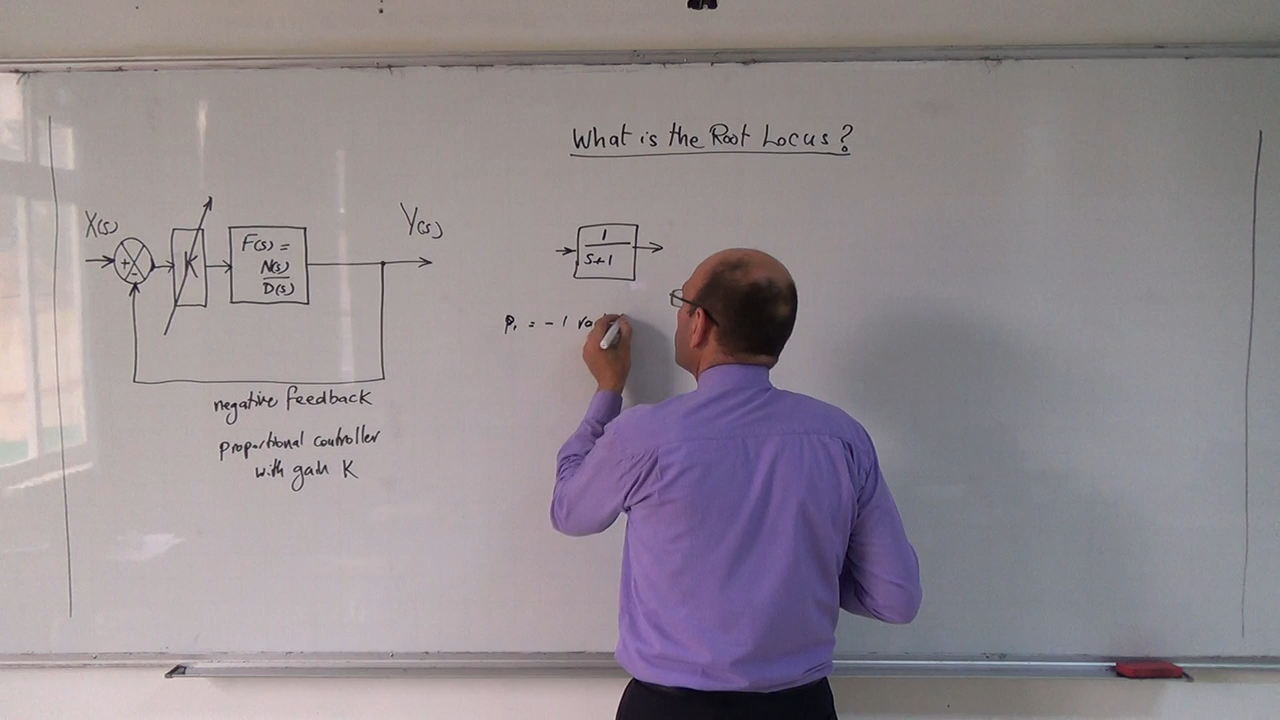 What is the Root Locus?
X(s)
+
-
K
F(s) =
N(s)
D(s)
Y(s)
negative feedback
proportional controller
with gain K
1
s+1
P₁ = -1